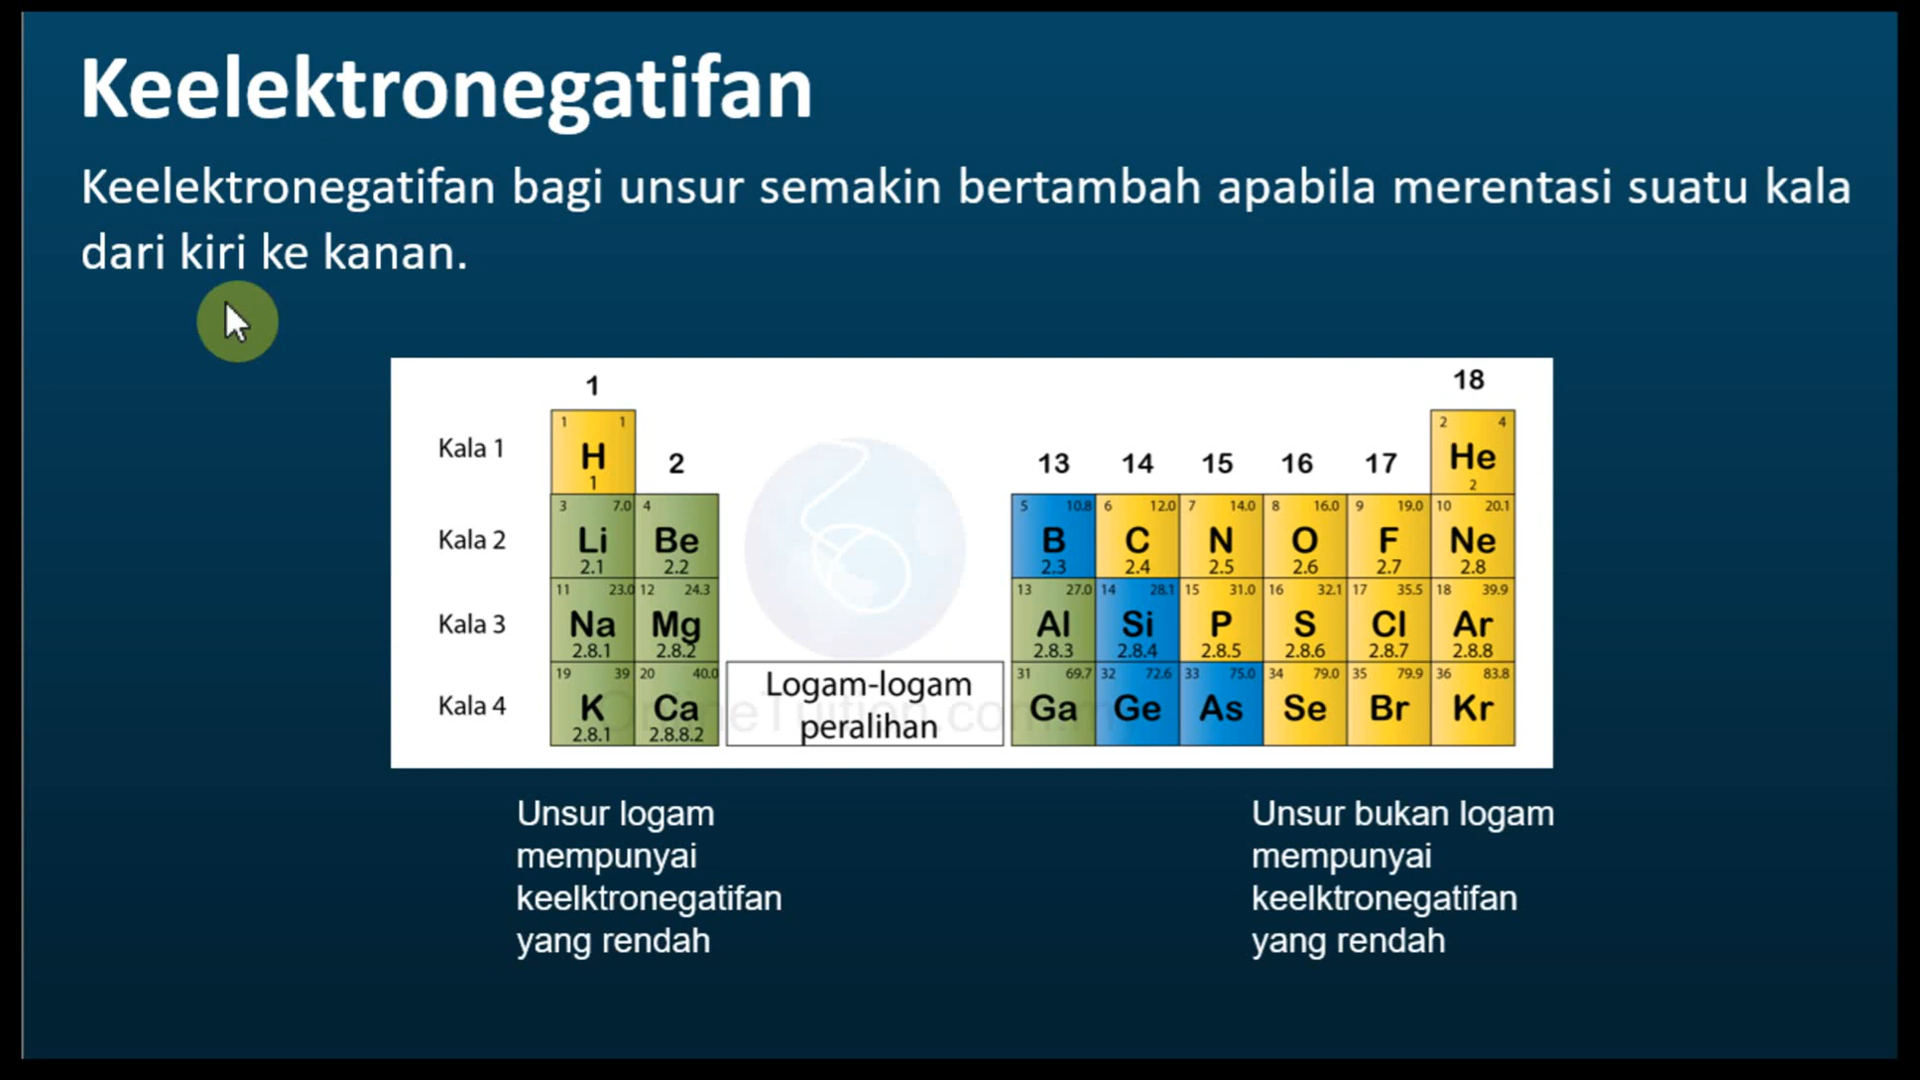 Keelektronegatifan
Keelektronegatifan bagi unsur semakin bertambah apabila merentasi suatu kala
dari kiri ke kanan.
1
18
Kala 1
1 1
H
1
2
13 14 15 16 17
2 4
He
2
Kala 2
3 7.0
Li
2.1
4
Be
2.2
5 10.8
B
2.3
6 12.0
C
2.4
7 14.0
N
2.5
8 16.0
O
2.6
9 19.0
F
2.7
10 20.1
Ne
2.8
Kala 3
11 23.0
Na
2.8.1
12 24.3
Mg
2.8.2
13 27.0
Al
2.8.3
14 28.1
Si
2.8.4
15 31.0
P
2.8.5
16 32.1
S
2.8.6
17 35.5
Cl
2.8.7
18 39.9
Ar
2.8.8
Kala 4
19 39
K
2.8.1
20 40.0
Ca
2.8.8.2
Logam-logam
peralihan
31 69.7
Ga
32 72.6
Ge
33 75.0
As
34 79.0
Se
35 79.9
Br
36 83.8
Kr
OnlineTuition.com.my
Unsur logam
mempunyai
keelktronegatifan
yang rendah
Unsur bukan logam
mempunyai
keelktronegatifan
yang rendah